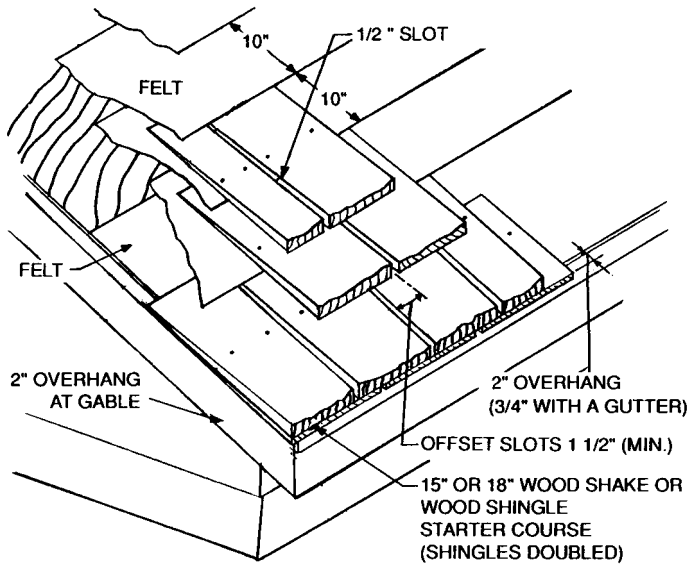 10"
1/2 " SLOT
FELT
10"
FELT
2" OVERHANG
AT GABLE
2" OVERHANG
(3/4" WITH A GUTTER)
OFFSET SLOTS 1 1/2" (MIN.)
15" OR 18" WOOD SHAKE OR
WOOD SHINGLE
STARTER COURSE
(SHINGLES DOUBLED)